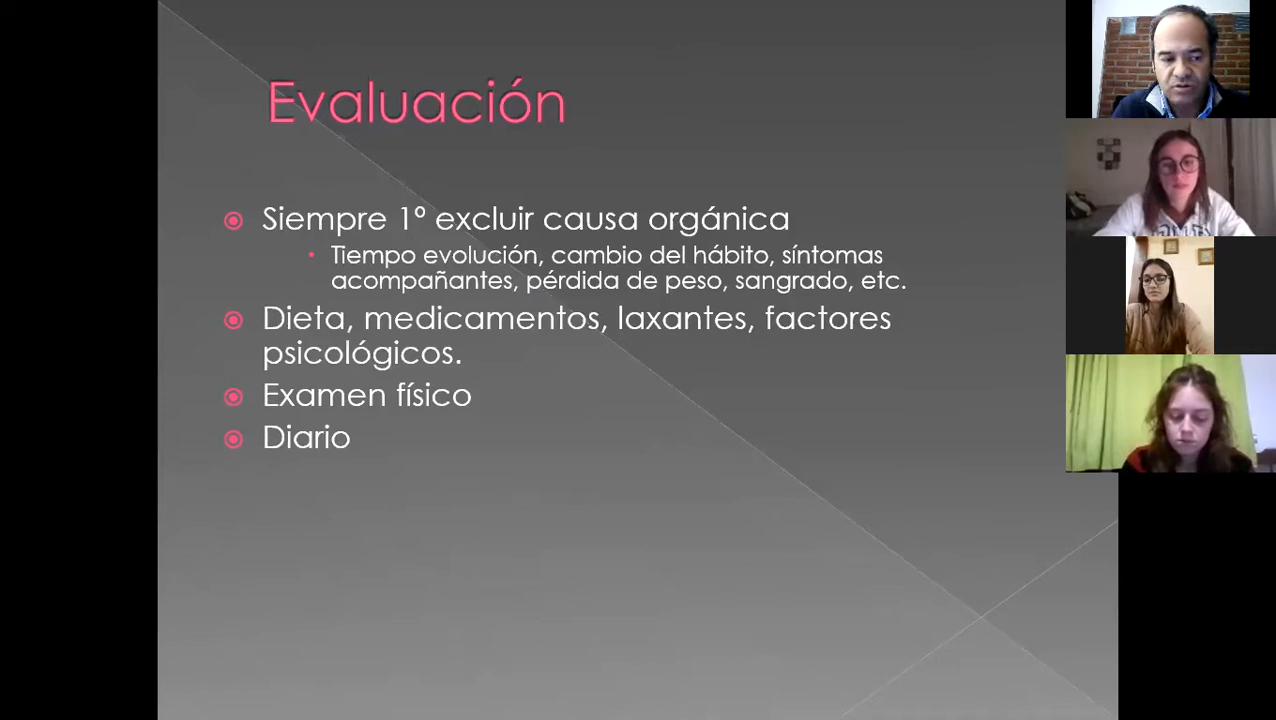 Evaluación
Siempre 1º excluir causa orgánica
Tiempo evolución, cambio del hábito, síntomas
acompañantes, pérdida de peso, sangrado, etc.
Dieta, medicamentos, laxantes, factores
psicológicos.
Examen físico
Diario